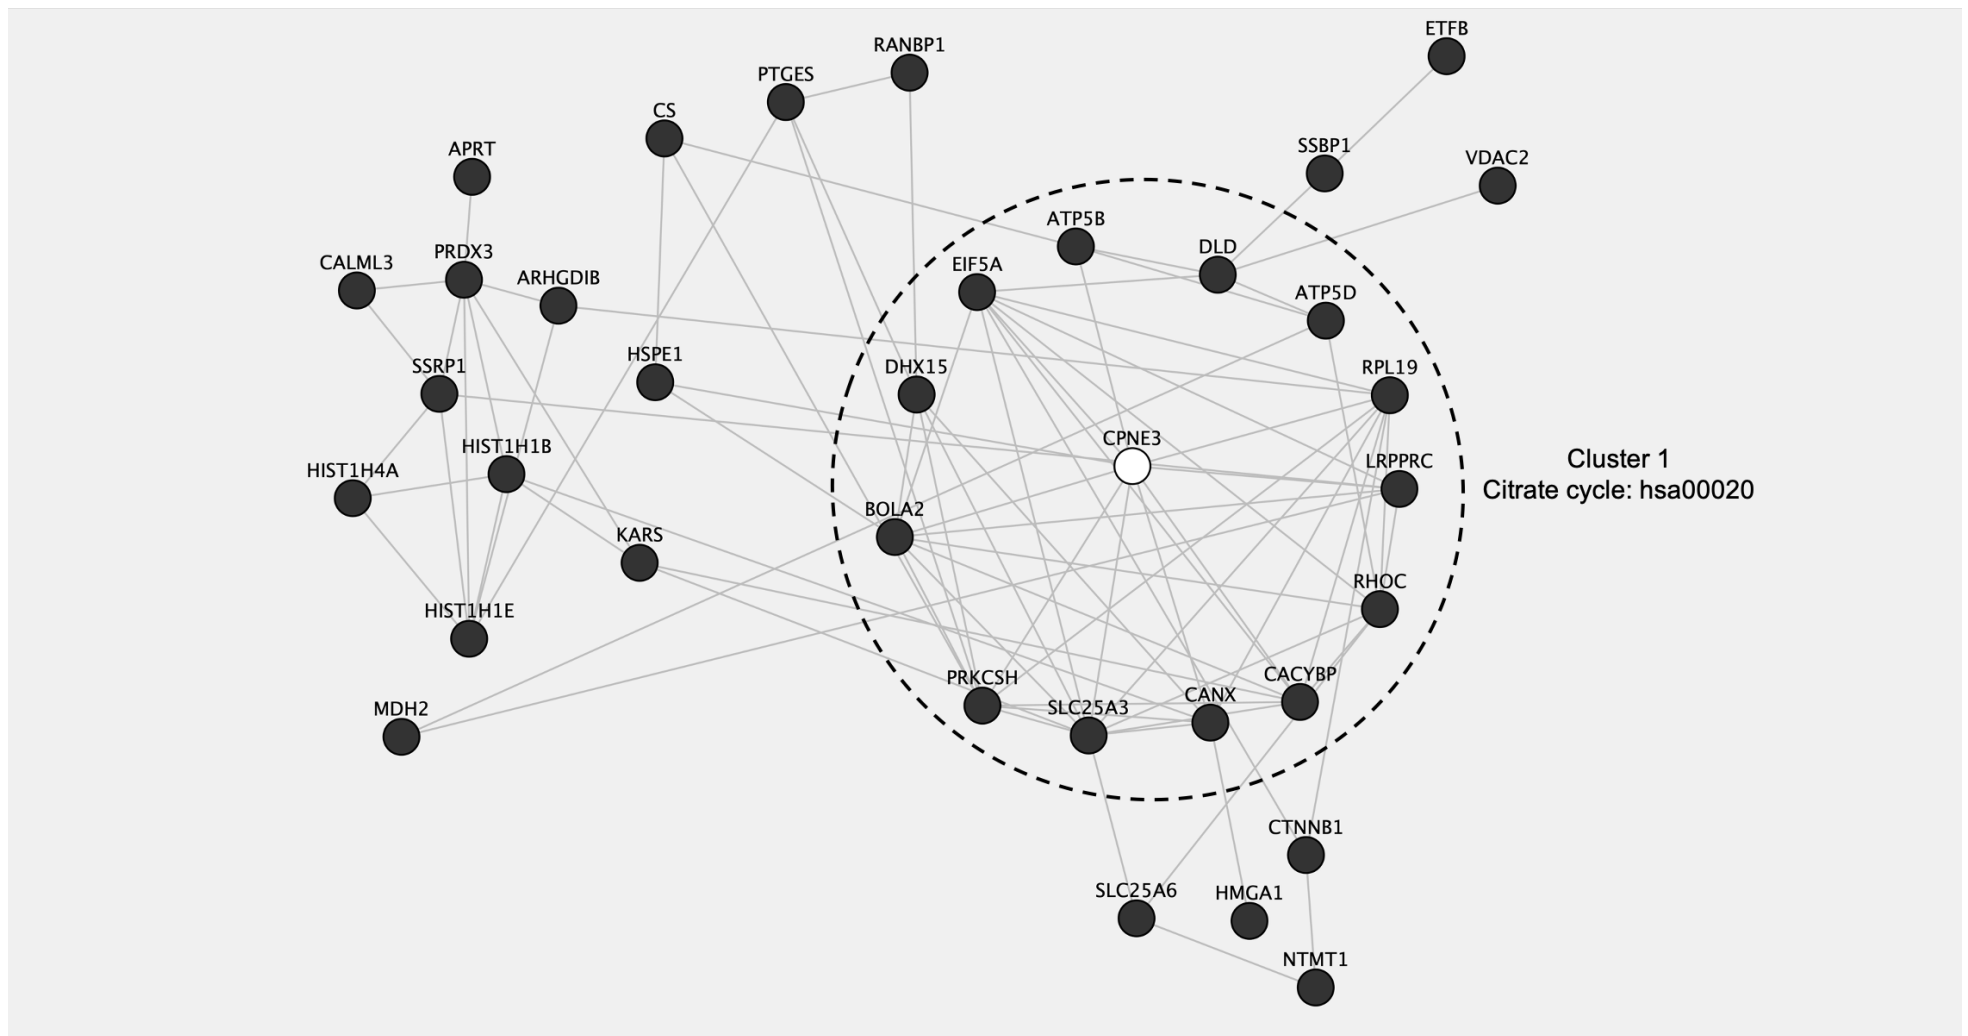 ETFB
RANBP1
PTGES
CS
APRT
SSBP1
VDAC2
ATP5B
DLD
PRDX3
CALML3
EIF5A
ARHGDIB
ATP5D
HSPE1
SSRP1
DHX15
RPL19
CPNE3
HIST1H1B
LRPPRC
Cluster 1
HIST1H4A
Citrate cycle: hsa00020
BOLA2
KARS
RHOC
HIST1H1E
PRKCSH
CACYBP
CANX
MDH2
SLC25A3
CTNNB1
SLC25A6
HMGA1
NTMT1